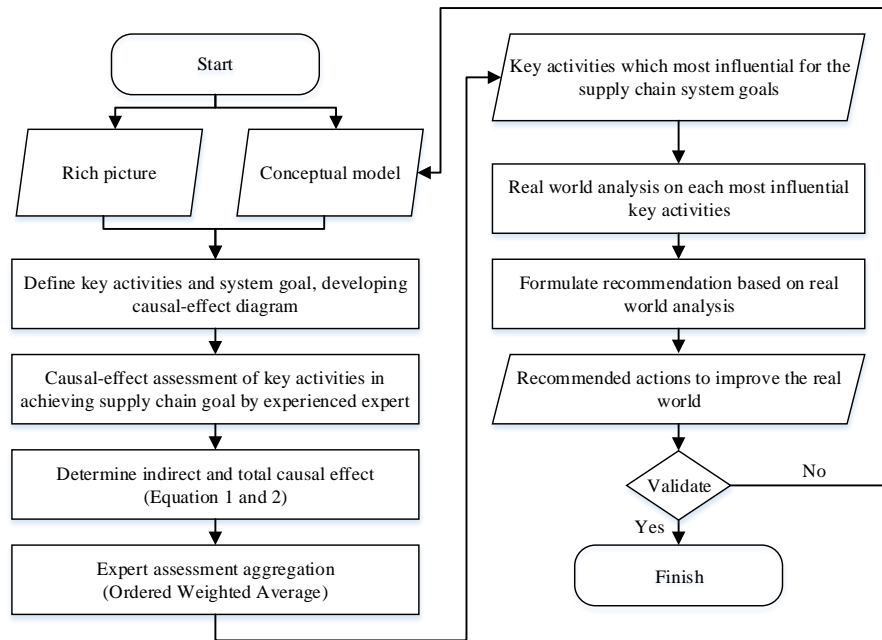 Start
Rich picture
Conceptual model
Define key activities and system goal, developing
causal-effect diagram
Causal-effect assessment of key activities in
achieving supply chain goal by experienced expert
Determine indirect and total causal effect
(Equation 1 and 2)
Expert assessment aggregation
(Ordered Weighted Average)
Key activities which most influential for the
supply chain system goals
Real world analysis on each most influential
key activities
Formulate recommendation based on real
world analysis
Recommended actions to improve the real
world
Validate
No
Yes
Finish